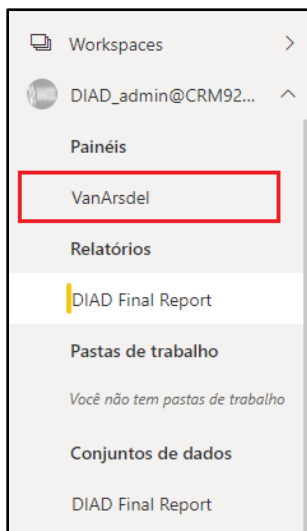 Workspaces
DIAD_admin@CRM92...
Painéis
VanArsdel
Relatórios
DIAD Final Report
Pastas de trabalho
Você não tem pastas de trabalho
Conjuntos de dados
DIAD Final Report